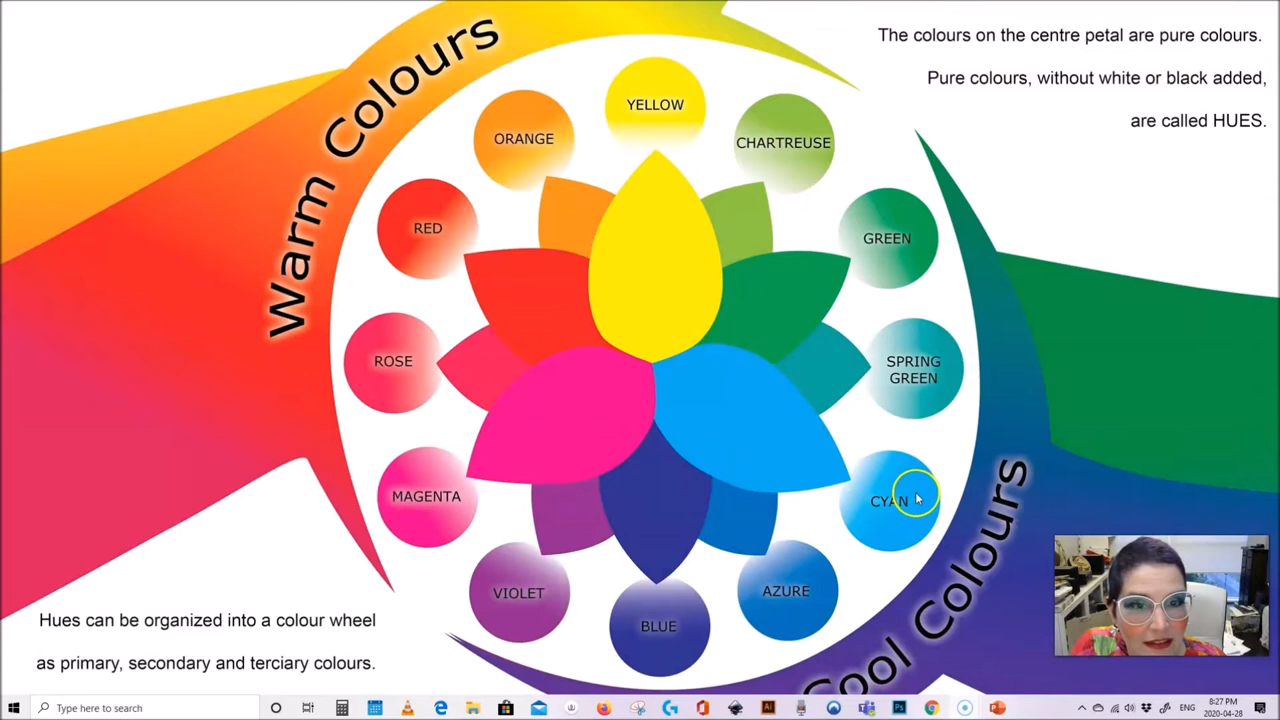 The colours on the centre petal are pure colours.
Pure colours, without white or black added,
are called HUES.
Warm Colours
YELLOW
ORANGE
CHARTREUSE
RED
GREEN
ROSE
SPRING
GREEN
MAGENTA
CYAN
VIOLET
AZURE
BLUE
Cool Colours
Hues can be organized into a colour wheel
as primary, secondary and terciary colours.
Type here to search
ENG
8:27 PM
2020-04-28